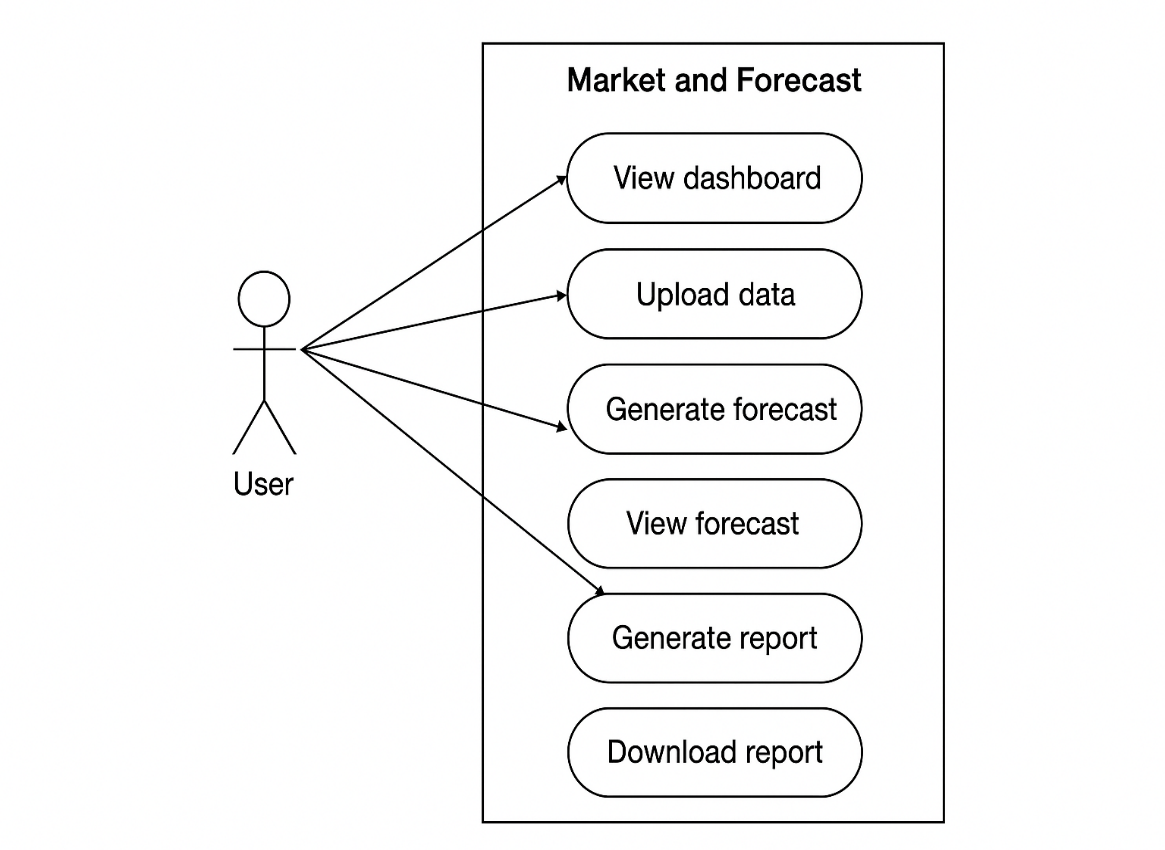 Market and Forecast
View dashboard
Upload data
Generate forecast
User
View forecast
Generate report
Download report